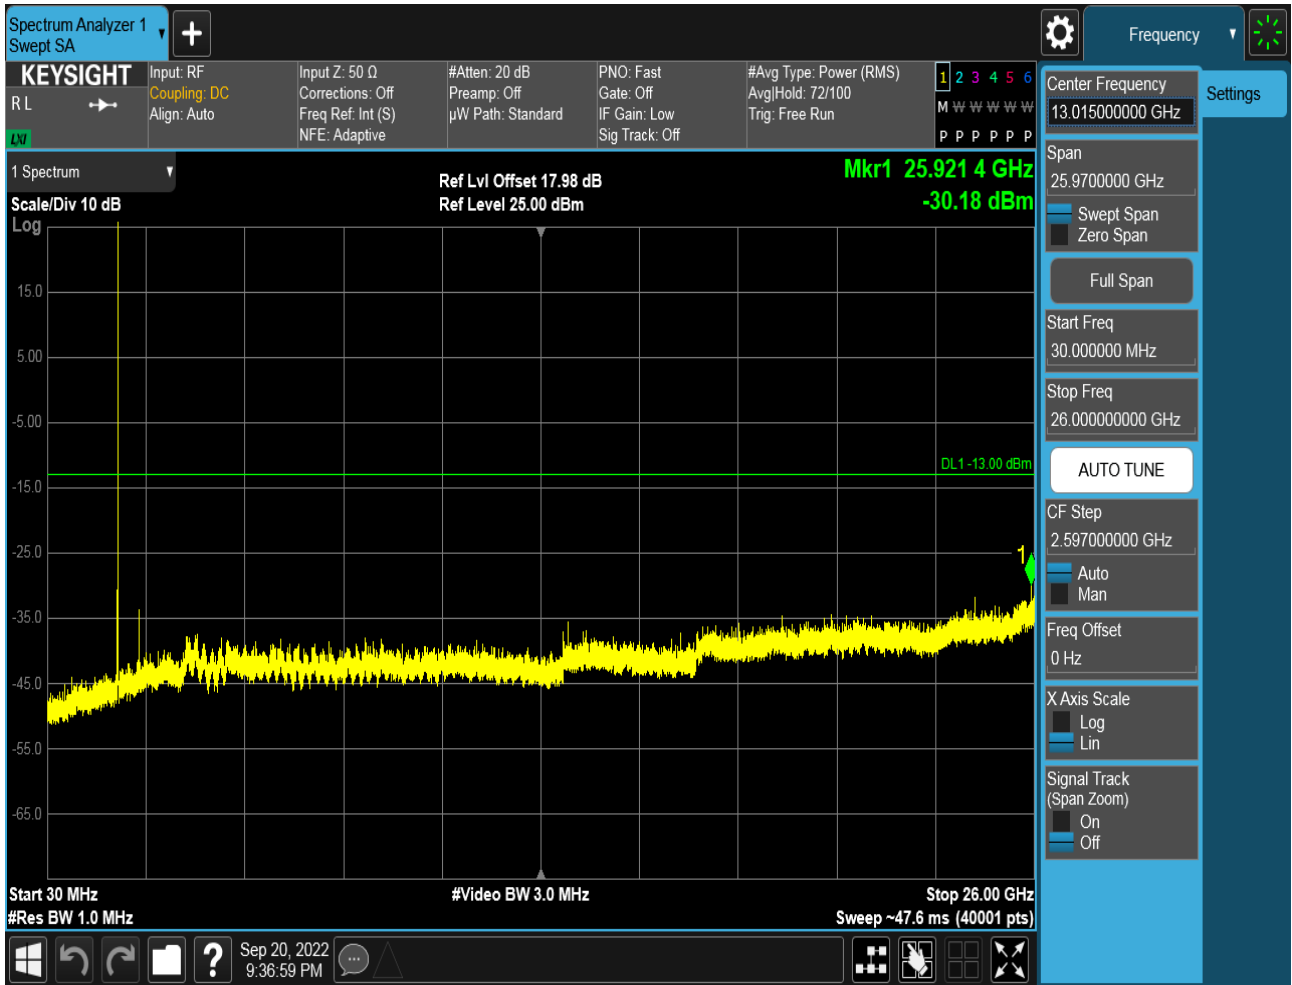 Spectrum Analyzer 1
Swept SA
Frequency
KEYSIGHT
R L
LXI
Input: RF
Coupling: DC
Align: Auto
Input Z: 50 Ω
Corrections: Off
Freq Ref: Int (S)
NFE: Adaptive
#Atten: 20 dB
Preamp: Off
µW Path: Standard
PNO: Fast
Gate: Off
IF Gain: Low
Sig Track: Off
#Avg Type: Power (RMS)
Avg|Hold: 72/100
Trig: Free Run
1 2 3 4 5 6
M W W W W W
P P P P P P
1 Spectrum
Scale/Div 10 dB
Log
Ref Lvl Offset 17.98 dB
Ref Level 25.00 dBm
Mkr1 25.921 4 GHz
-30.18 dBm
15.0
5.00
-5.00
DL1 -13.00 dBm
-15.0
-25.0
1
-35.0
-45.0
-55.0
-65.0
Start 30 MHz
#Video BW 3.0 MHz
Stop 26.00 GHz
#Res BW 1.0 MHz
Sweep ~47.6 ms (40001 pts)
Center Frequency
13.015000000 GHz
Settings
Span
25.9700000 GHz
Swept Span
Zero Span
Full Span
Start Freq
30.000000 MHz
Stop Freq
26.000000000 GHz
AUTO TUNE
CF Step
2.597000000 GHz
Auto
Man
Freq Offset
0 Hz
X Axis Scale
Log
Lin
Signal Track
(Span Zoom)
On
Off
?
Sep 20, 2022
9:36:59 PM